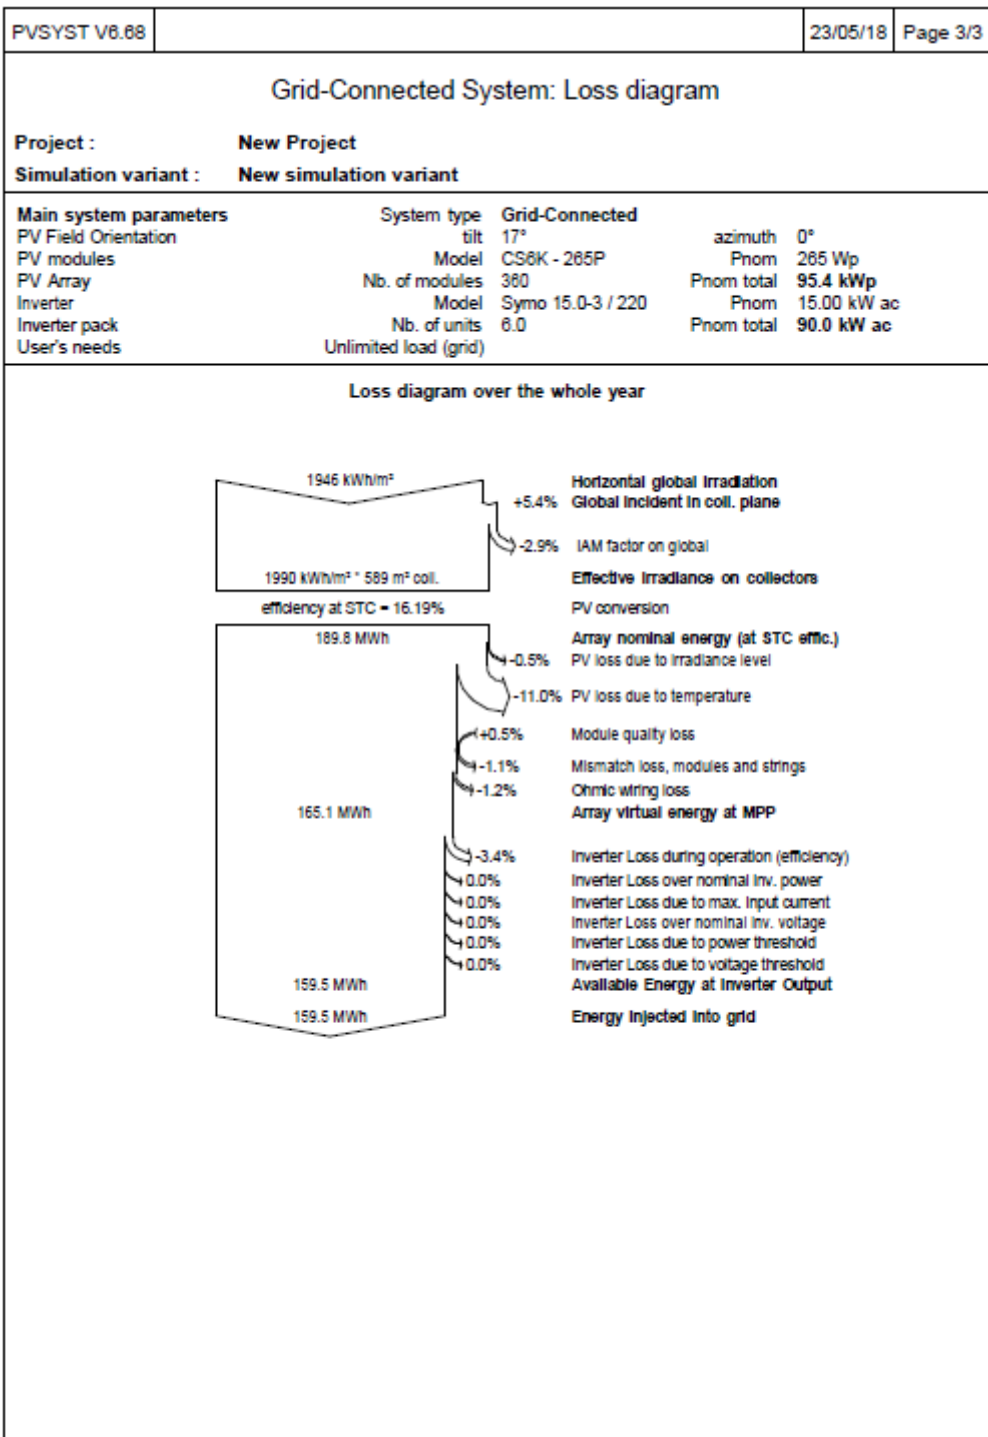 PVSYST V6.68 23/05/18 Page 3/3
Grid-Connected System: Loss diagram
Project : New Project
Simulation variant : New simulation variant
Main system parameters System type Grid-Connected
PV Field Orientation tilt 17° azimuth 0°
PV modules Model CS6K - 265P Pnom 265 Wp
PV Array Nb. of modules 360 Pnom total 95.4 kWp
Inverter Model Symo 15.0-3 / 220 Pnom 15.00 kW ac
Inverter pack Nb. of units 6.0 Pnom total 90.0 kW ac
User's needs Unlimited load (grid)
Loss diagram over the whole year
1946 kWh/m² Horizontal global irradiation
+5.4% Global incident in coll. plane
-2.9% IAM factor on global
1990 kWh/m² * 589 m² coll. Effective irradiance on collectors
efficiency at STC = 16.19% PV conversion
189.8 MWh Array nominal energy (at STC effic.)
-0.5% PV loss due to irradiance level
-11.0% PV loss due to temperature
+0.5% Module quality loss
-1.1% Mismatch loss, modules and strings
-1.2% Ohmic wiring loss
165.1 MWh Array virtual energy at MPP
-3.4% Inverter Loss during operation (efficiency)
0.0% Inverter Loss over nominal inv. power
0.0% Inverter Loss due to max. input current
0.0% Inverter Loss over nominal inv. voltage
0.0% Inverter Loss due to power threshold
0.0% Inverter Loss due to voltage threshold
159.5 MWh Available Energy at Inverter Output
159.5 MWh Energy injected into grid